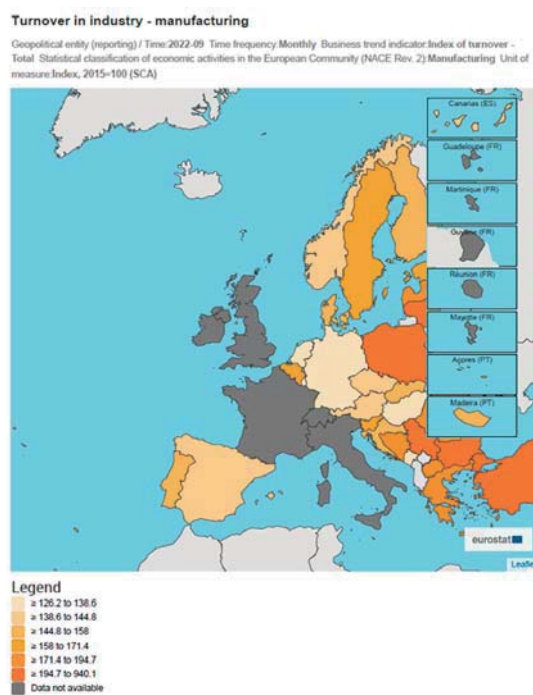 Turnover in industry - manufacturing
Geopolitical entity (reporting) / Time:2022-09 Time frequency:Monthly Business trend indicator:Index of turnover -
Total Statistical classification of economic activities in the European Community (NACE Rev. 2):Manufacturing Unit of
measure:Index, 2015=100 (SCA)
Canarias (ES)
Guadeloupe (FR)
Martinique (FR)
Guyane (FR)
Réunion (FR)
Mayotte (FR)
Açores (PT)
Madeira (PT)
eurostat
Leafle
Legend
≥ 126.2 to 138.6
≥ 138.6 to 144.8
≥ 144.8 to 158
≥ 158 to 171.4
≥ 171.4 to 194.7
≥ 194.7 to 940.1
Data not available